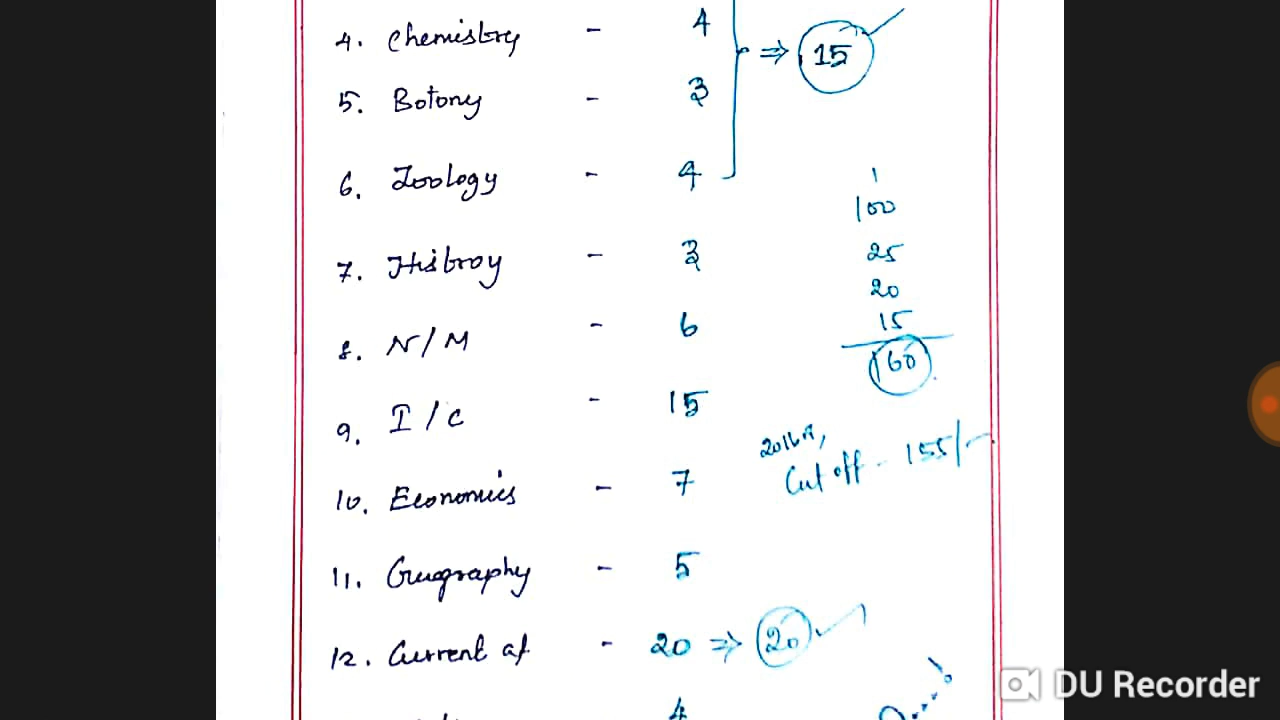 4. Chemistry - 4
⇒ 15
5. Botony - 3
6. Zoology - 4
1
100
7. Histroy - 3
25
20
8. N/M - 6
15
160
9. I/C - 15
Cut off - 155/-
10. Economics - 7
11. Geography - 5
12. Current af - 20 ⇒ 20
4
DU Recorder